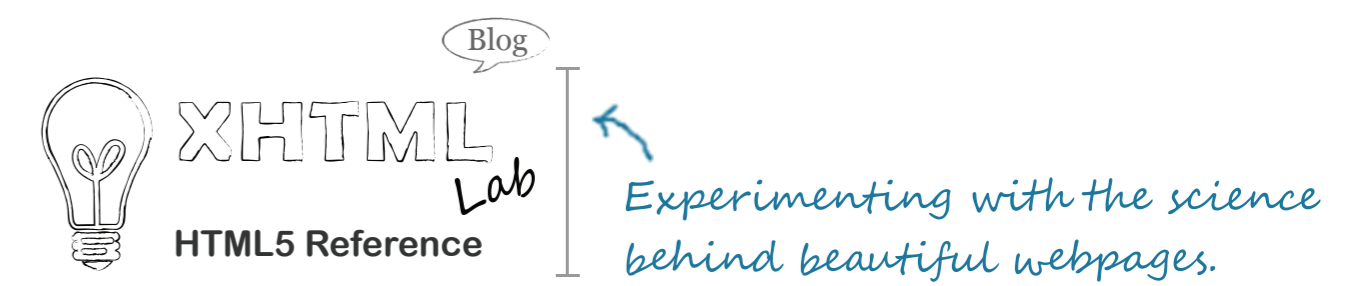 Blog
XHTML
Lab
HTML5 Reference
Experimenting with the science
behind beautiful webpages.